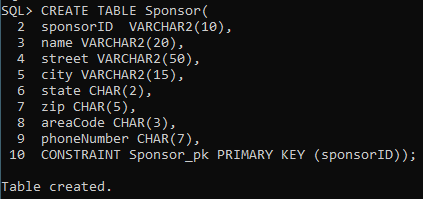 SQL> CREATE TABLE Sponsor(
  2  sponsorID  VARCHAR2(10),
  3  name VARCHAR2(20),
  4  street VARCHAR2(50),
  5  city VARCHAR2(15),
  6  state CHAR(2),
  7  zip CHAR(5),
  8  areaCode CHAR(3),
  9  phoneNumber CHAR(7),
 10  CONSTRAINT Sponsor_pk PRIMARY KEY (sponsorID));
Table created.